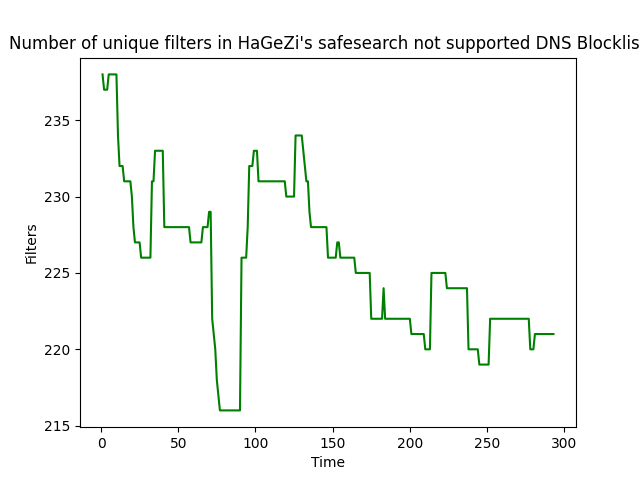 Number of unique filters in HaGeZi's safesearch not supported DNS Blocklis
235
230
225
220
215
Filters
0 50 100 150 200 250 300
Time